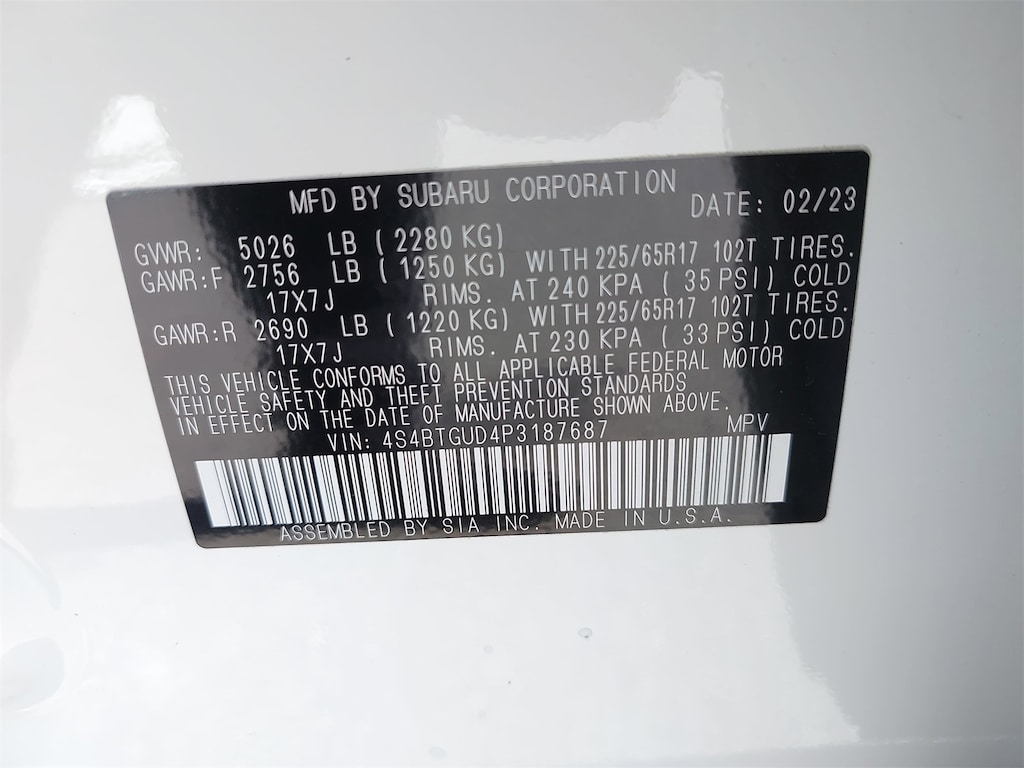 MFD BY SUBARU CORPORATION DATE: 02/23
GVWR: 5026 LB ( 2280 KG)
GAWR:F 2756 LB ( 1250 KG) WITH 225/65R17 102T TIRES.
17X7J RIMS. AT 240 KPA ( 35 PSI) COLD
GAWR:R 2690 LB ( 1220 KG) WITH 225/65R17 102T TIRES.
17X7J RIMS. AT 230 KPA ( 33 PSI) COLD
THIS VEHICLE CONFORMS TO ALL APPLICABLE FEDERAL MOTOR
VEHICLE SAFETY AND THEFT PREVENTION STANDARDS
IN EFFECT ON THE DATE OF MANUFACTURE SHOWN ABOVE.
VIN: 4S4BTGUD4P3187687 MPV
ASSEMBLED BY SIA INC. MADE IN U.S.A.